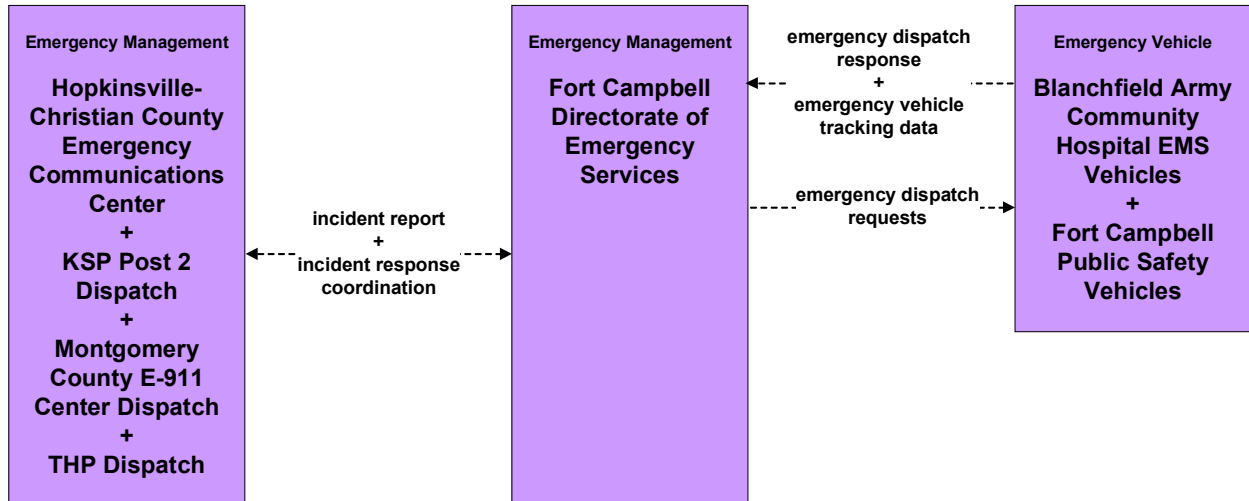 Emergency Management
Hopkinsville-
Christian County
Emergency
Communications
Center
+
KSP Post 2
Dispatch
+
Montgomery
County E-911
Center Dispatch
+
THP Dispatch
incident report
+
incident response
coordination
Emergency Management
Fort Campbell
Directorate of
Emergency
Services
emergency dispatch
response
+
emergency vehicle
tracking data
emergency dispatch
requests
Emergency Vehicle
Blanchfield Army
Community
Hospital EMS
Vehicles
+
Fort Campbell
Public Safety
Vehicles